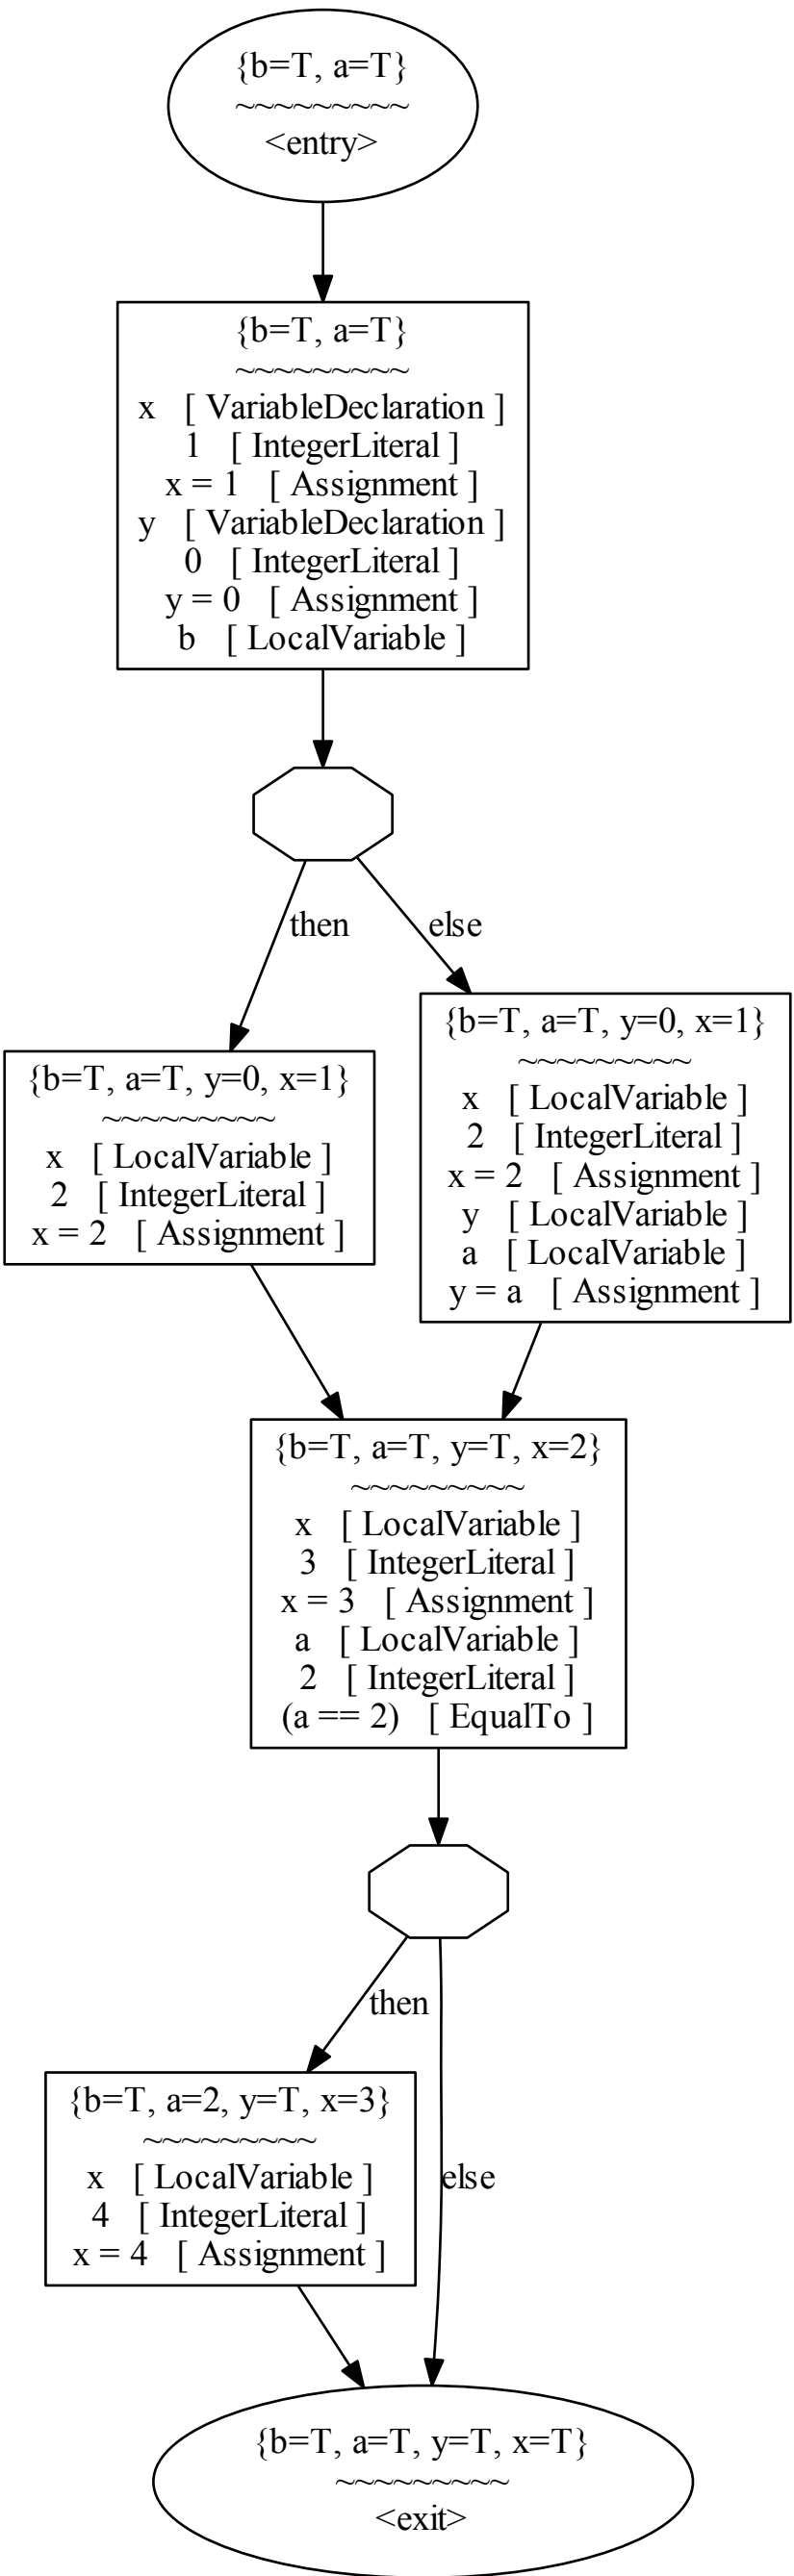 {b=T, a=T}
~~~~~~~~~
<entry>
{b=T, a=T}
~~~~~~~~~
x [ VariableDeclaration ]
1 [ IntegerLiteral ]
x = 1 [ Assignment ]
y [ VariableDeclaration ]
0 [ IntegerLiteral ]
y = 0 [ Assignment ]
b [ LocalVariable ]
then
else
{b=T, a=T, y=0, x=1}
~~~~~~~~~
x [ LocalVariable ]
2 [ IntegerLiteral ]
x = 2 [ Assignment ]
{b=T, a=T, y=0, x=1}
~~~~~~~~~
x [ LocalVariable ]
2 [ IntegerLiteral ]
x = 2 [ Assignment ]
y [ LocalVariable ]
a [ LocalVariable ]
y = a [ Assignment ]
{b=T, a=T, y=T, x=2}
~~~~~~~~~
x [ LocalVariable ]
3 [ IntegerLiteral ]
x = 3 [ Assignment ]
a [ LocalVariable ]
2 [ IntegerLiteral ]
(a == 2) [ EqualTo ]
then
{b=T, a=2, y=T, x=3}
~~~~~~~~~
x [ LocalVariable ]
4 [ IntegerLiteral ]
x = 4 [ Assignment ]
else
{b=T, a=T, y=T, x=T}
~~~~~~~~~
<exit>